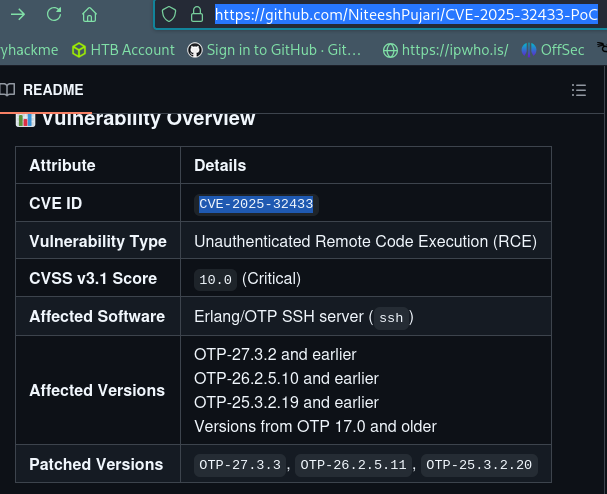 https://github.com/NiteeshPujari/CVE-2025-32433-PoC
yhackme HTB Account Sign in to GitHub · Git… https://ipwho.is/ OffSec
README
Vulnerability Overview
Attribute Details
CVE ID CVE-2025-32433
Vulnerability Type Unauthenticated Remote Code Execution (RCE)
CVSS v3.1 Score 10.0 (Critical)
Affected Software Erlang/OTP SSH server (ssh)
Affected Versions
OTP-27.3.2 and earlier
OTP-26.2.5.10 and earlier
OTP-25.3.2.19 and earlier
Versions from OTP 17.0 and older
Patched Versions OTP-27.3.3, OTP-26.2.5.11, OTP-25.3.2.20